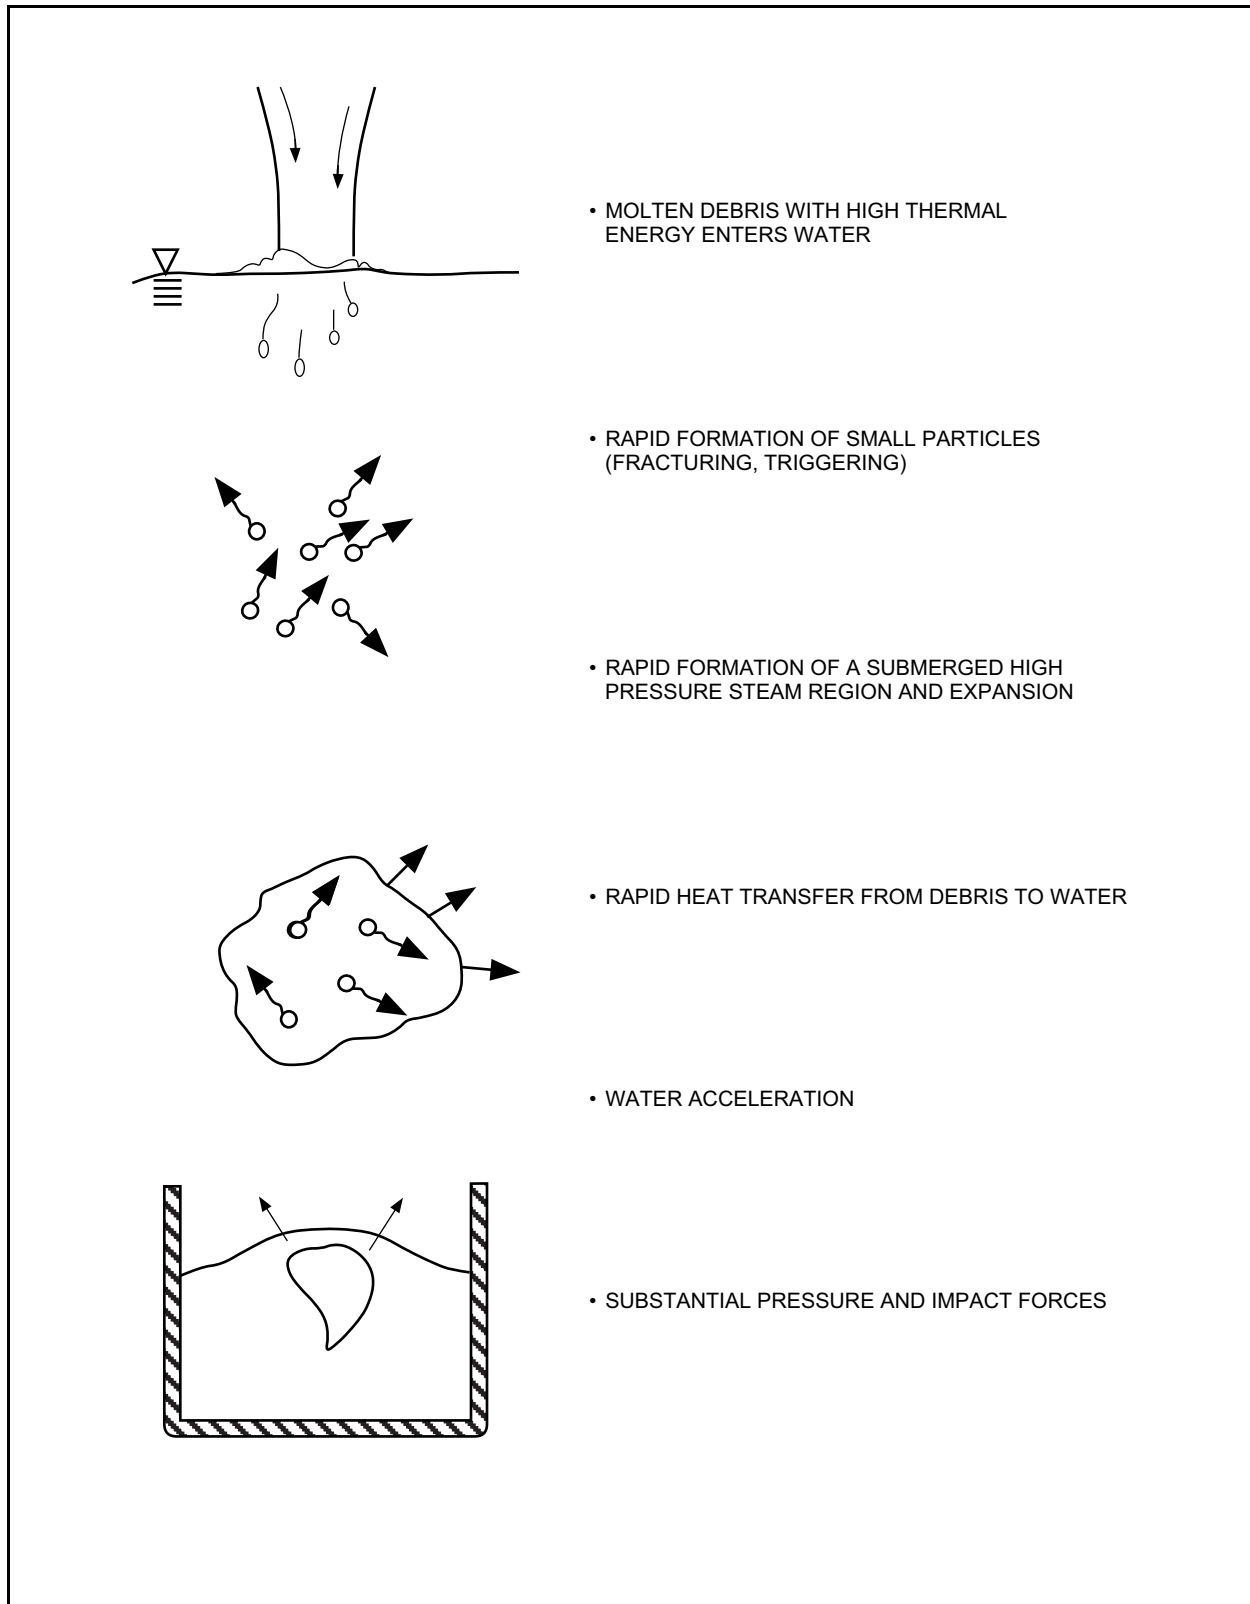 • MOLTEN DEBRIS WITH HIGH THERMAL
ENERGY ENTERS WATER
• RAPID FORMATION OF SMALL PARTICLES
(FRACTURING, TRIGGERING)
• RAPID FORMATION OF A SUBMERGED HIGH
PRESSURE STEAM REGION AND EXPANSION
• RAPID HEAT TRANSFER FROM DEBRIS TO WATER
• WATER ACCELERATION
• SUBSTANTIAL PRESSURE AND IMPACT FORCES